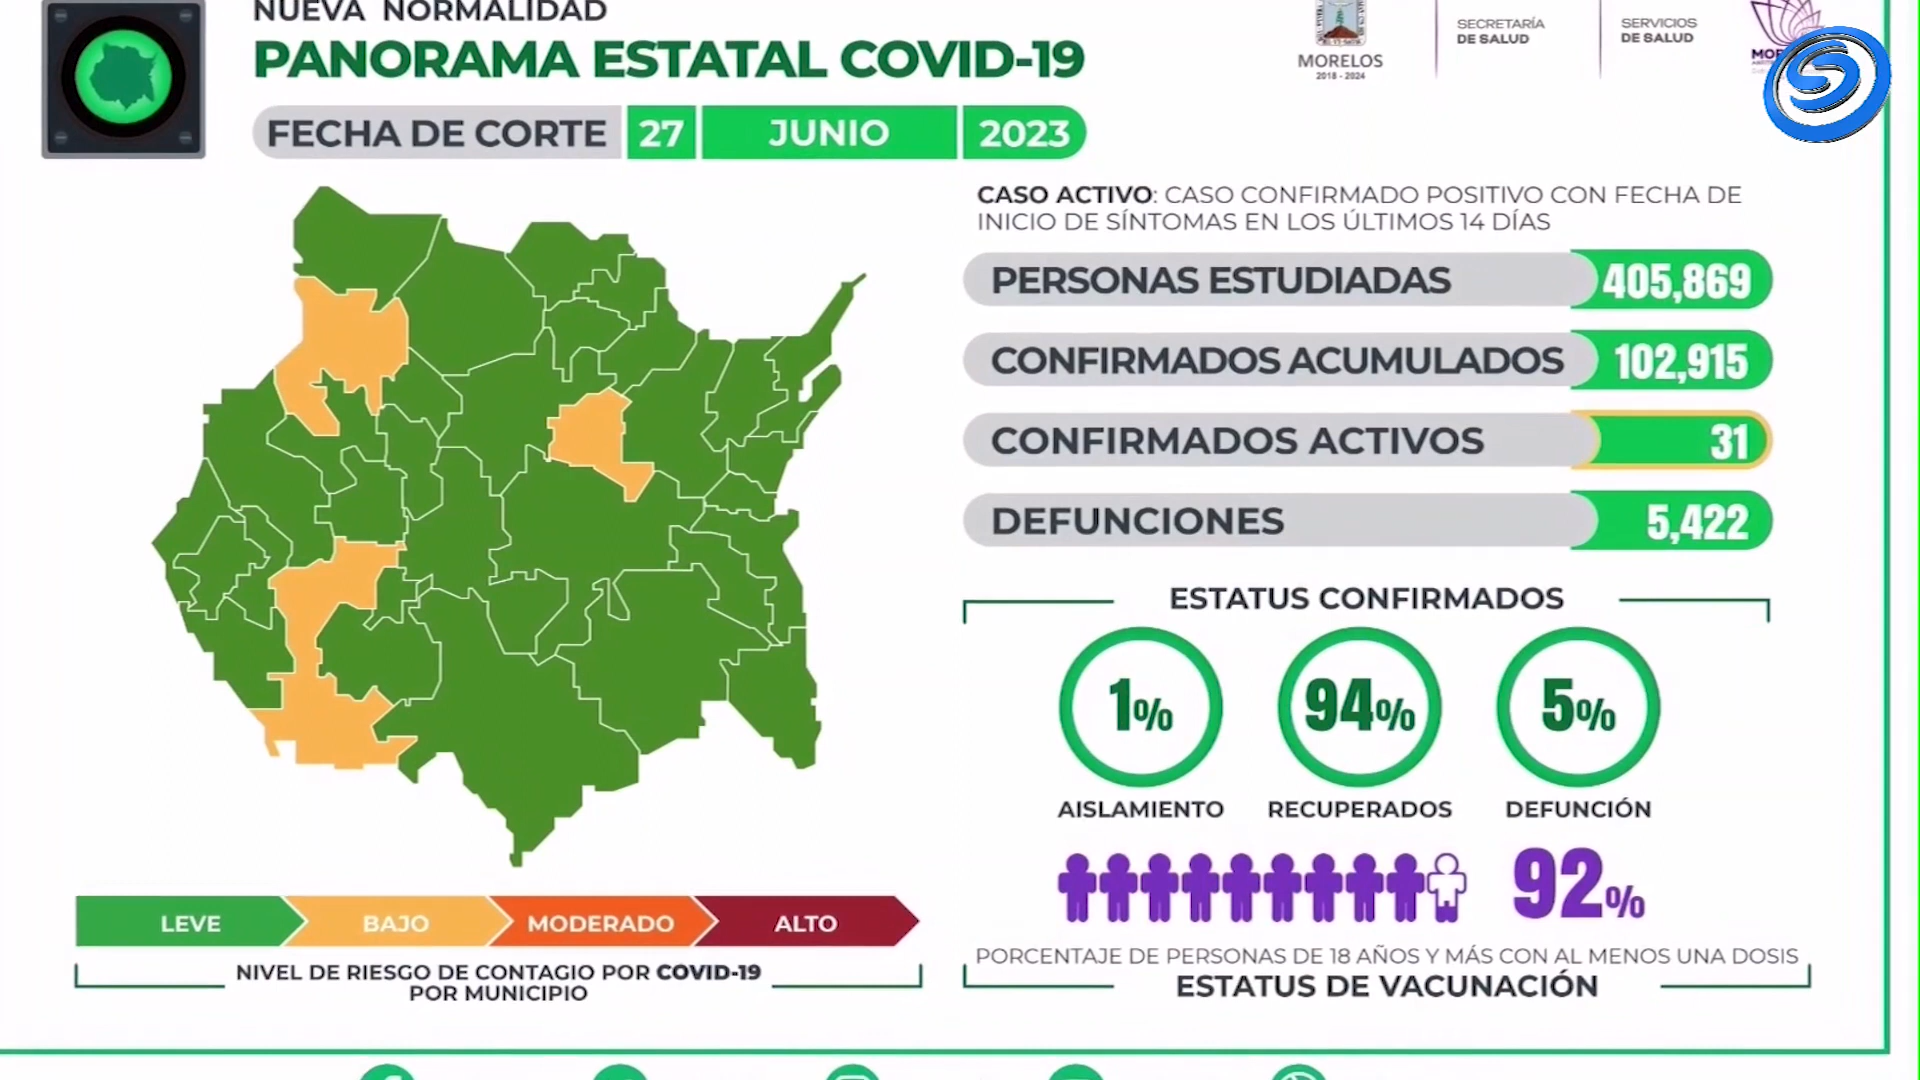 NUEVA NORMALIDAD
PANORAMA ESTATAL COVID-19
FECHA DE CORTE 27 JUNIO 2023
MORELOS
2018 - 2024
SECRETARÍA
DE SALUD
SERVICIOS
DE SALUD
CASO ACTIVO: CASO CONFIRMADO POSITIVO CON FECHA DE
INICIO DE SÍNTOMAS EN LOS ÚLTIMOS 14 DÍAS
PERSONAS ESTUDIADAS 405,869
CONFIRMADOS ACUMULADOS 102,915
CONFIRMADOS ACTIVOS 31
DEFUNCIONES 5,422
ESTATUS CONFIRMADOS
1% 94% 5%
AISLAMIENTO RECUPERADOS DEFUNCIÓN
92%
PORCENTAJE DE PERSONAS DE 18 AÑOS Y MÁS CON AL MENOS UNA DOSIS
ESTATUS DE VACUNACIÓN
LEVE BAJO MODERADO ALTO
NIVEL DE RIESGO DE CONTAGIO POR COVID-19
POR MUNICIPIO